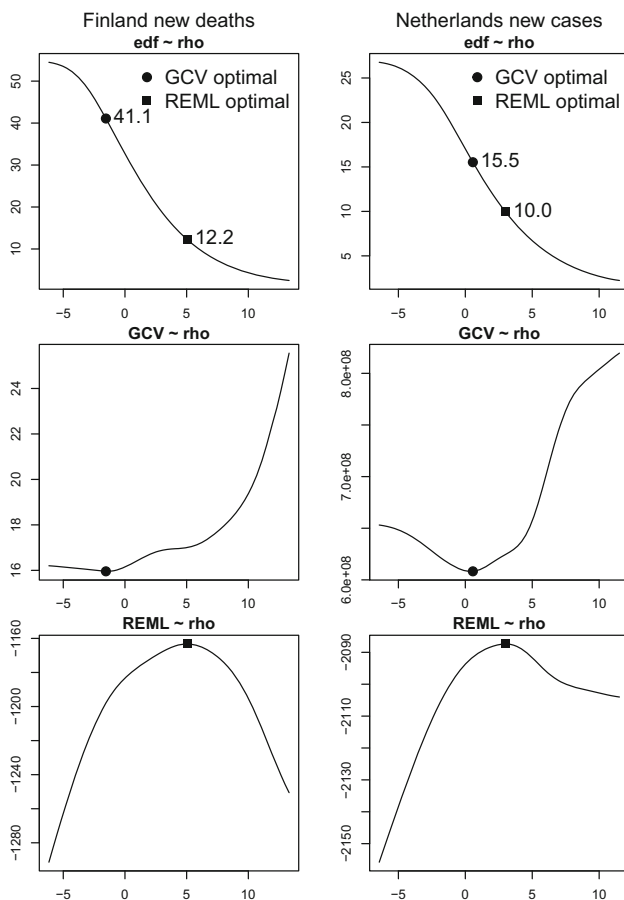 Finland new deaths
edf ~ rho
GCV optimal
REML optimal
41.1
12.2
50
40
30
20
10
−5 0 5 10
Netherlands new cases
edf ~ rho
GCV optimal
REML optimal
15.5
10.0
25
20
15
10
5
−5 0 5 10
GCV ~ rho
24
22
20
18
16
−5 0 5 10
GCV ~ rho
8.0e+08
7.0e+08
6.0e+08
−5 0 5 10
REML ~ rho
−1160
−1200
−1240
−1280
−5 0 5 10
REML ~ rho
−2090
−2110
−2130
−2150
−5 0 5 10